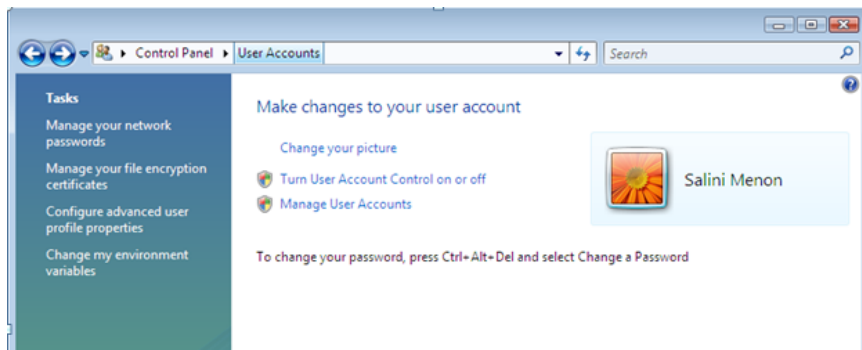 Control Panel
User Accounts
Search
Tasks
Manage your network
passwords
Manage your file encryption
certificates
Configure advanced user
profile properties
Change my environment
variables
Make changes to your user account
Change your picture
Turn User Account Control on or off
Manage User Accounts
Salini Menon
To change your password, press Ctrl+Alt+Del and select Change a Password